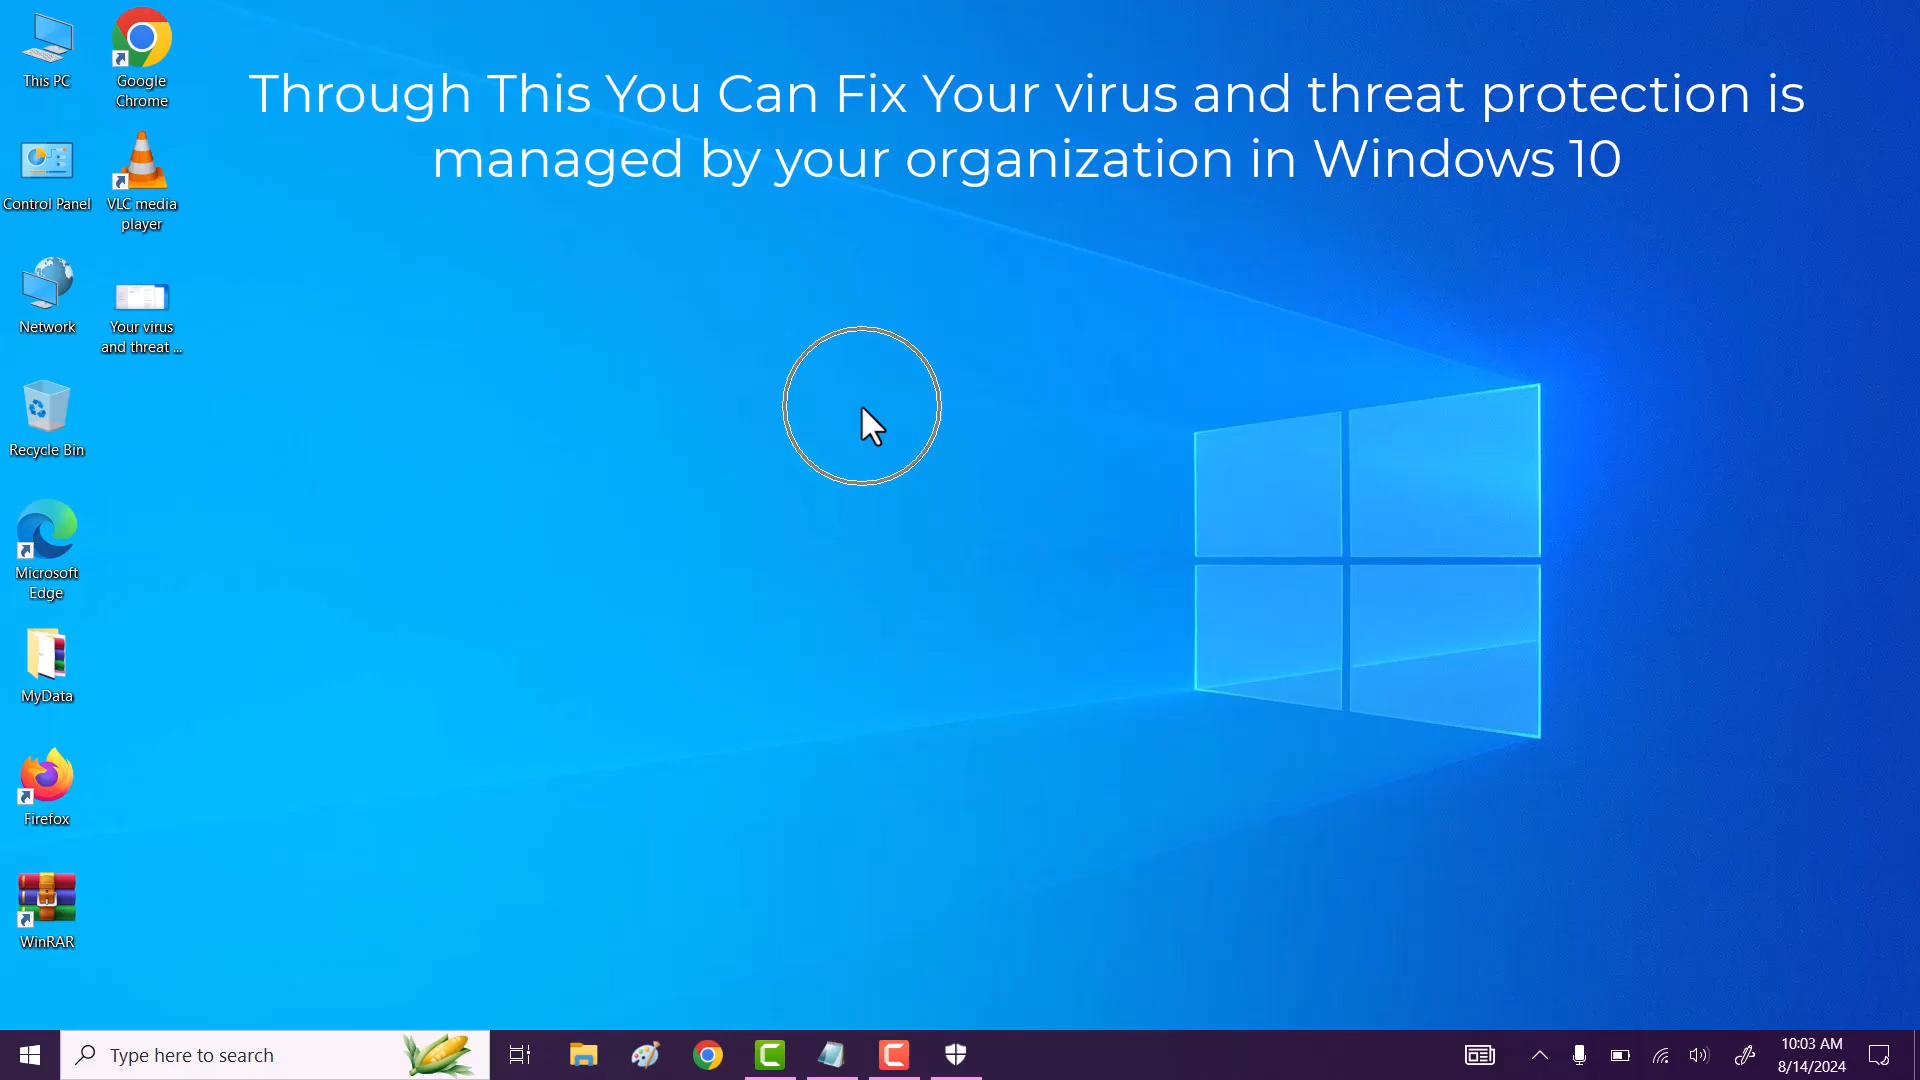 Through This You Can Fix Your virus and threat protection is
managed by your organization in Windows 10
This PC
Google
Chrome
Control Panel
VLC media
player
Network
Your virus
and threat ...
Recycle Bin
Microsoft
Edge
MyData
Firefox
WinRAR
Type here to search
10:03 AM
8/14/2024